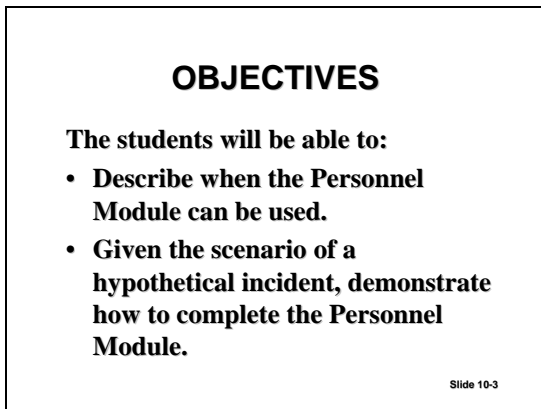 OBJECTIVES
The students will be able to:
• Describe when the Personnel
Module can be used.
• Given the scenario of a
hypothetical incident, demonstrate
how to complete the Personnel
Module.
Slide 10-3